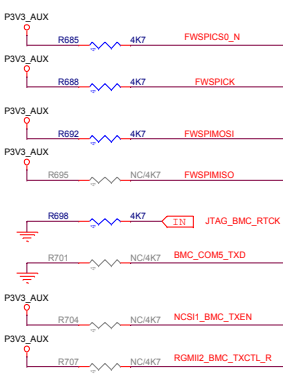 P3V3_AUX
R685 4K7 FWSPICS0_N
P3V3_AUX
R688 4K7 FWSPICK
P3V3_AUX
R692 4K7 FWSPIMOSI
P3V3_AUX
R695 NC/4K7 FWSPIMISO
R698 4K7 IN JTAG_BMC_RTCK
R701 NC/4K7 BMC_COM5_TXD
P3V3_AUX
R704 NC/4K7 NCSI1_BMC_TXEN
P3V3_AUX
R707 NC/4K7 RGMII2_BMC_TXCTL_R